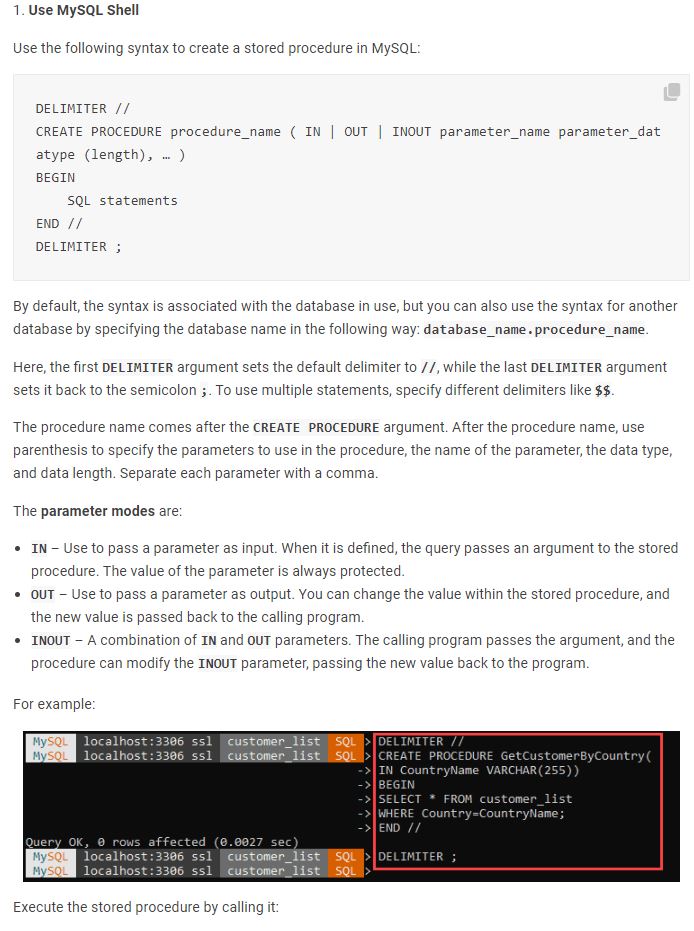 1. Use MySQL Shell
Use the following syntax to create a stored procedure in MySQL:
DELIMITER //
CREATE PROCEDURE procedure_name ( IN | OUT | INOUT parameter_name parameter_dat
atype (length), … )
BEGIN
    SQL statements
END //
DELIMITER ;
By default, the syntax is associated with the database in use, but you can also use the syntax for another
database by specifying the database name in the following way: database_name.procedure_name.
Here, the first DELIMITER argument sets the default delimiter to //, while the last DELIMITER argument
sets it back to the semicolon ;. To use multiple statements, specify different delimiters like $$.
The procedure name comes after the CREATE PROCEDURE argument. After the procedure name, use
parenthesis to specify the parameters to use in the procedure, the name of the parameter, the data type,
and data length. Separate each parameter with a comma.
The parameter modes are:
• IN – Use to pass a parameter as input. When it is defined, the query passes an argument to the stored
procedure. The value of the parameter is always protected.
• OUT – Use to pass a parameter as output. You can change the value within the stored procedure, and
the new value is passed back to the calling program.
• INOUT – A combination of IN and OUT parameters. The calling program passes the argument, and the
procedure can modify the INOUT parameter, passing the new value back to the program.
For example:
MySQL localhost:3306 ssl customer_list SQL > DELIMITER //
MySQL localhost:3306 ssl customer_list SQL > CREATE PROCEDURE GetCustomerByCountry(
-> IN CountryName VARCHAR(255))
-> BEGIN
-> SELECT * FROM customer_list
-> WHERE Country=CountryName;
-> END //
Query OK, 0 rows affected (0.0027 sec)
MySQL localhost:3306 ssl customer_list SQL > DELIMITER ;
MySQL localhost:3306 ssl customer_list SQL >
Execute the stored procedure by calling it: